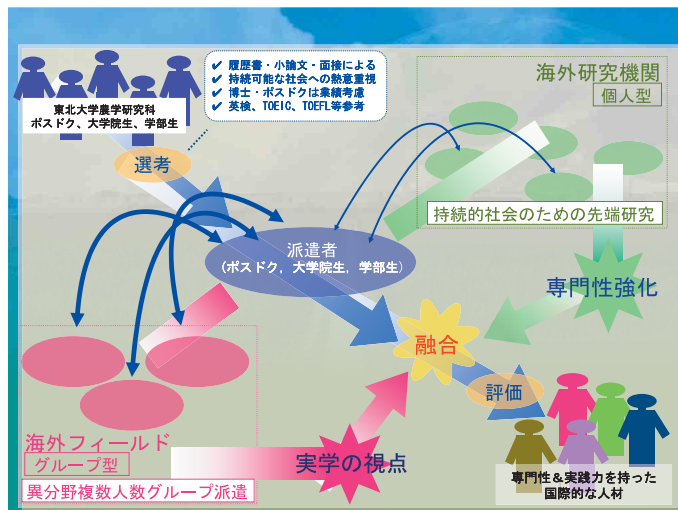 ✔ 履歴書・小論文・面接による
✔ 持続可能な社会への熱意重視
✔ 博士・ポスドクは業績考慮
✔ 英検、TOEIC、TOEFL等参考
東北大学農学研究科
ポスドク、大学院生、学部生
選考
海外研究機関
個人型
持続的社会のための先端研究
派遣者
（ポスドク，大学院生，学部生）
専門性強化
融合
評価
海外フィールド
グループ型
異分野複数人数グループ派遣
実学の視点
専門性＆実践力を持った
国際的な人材